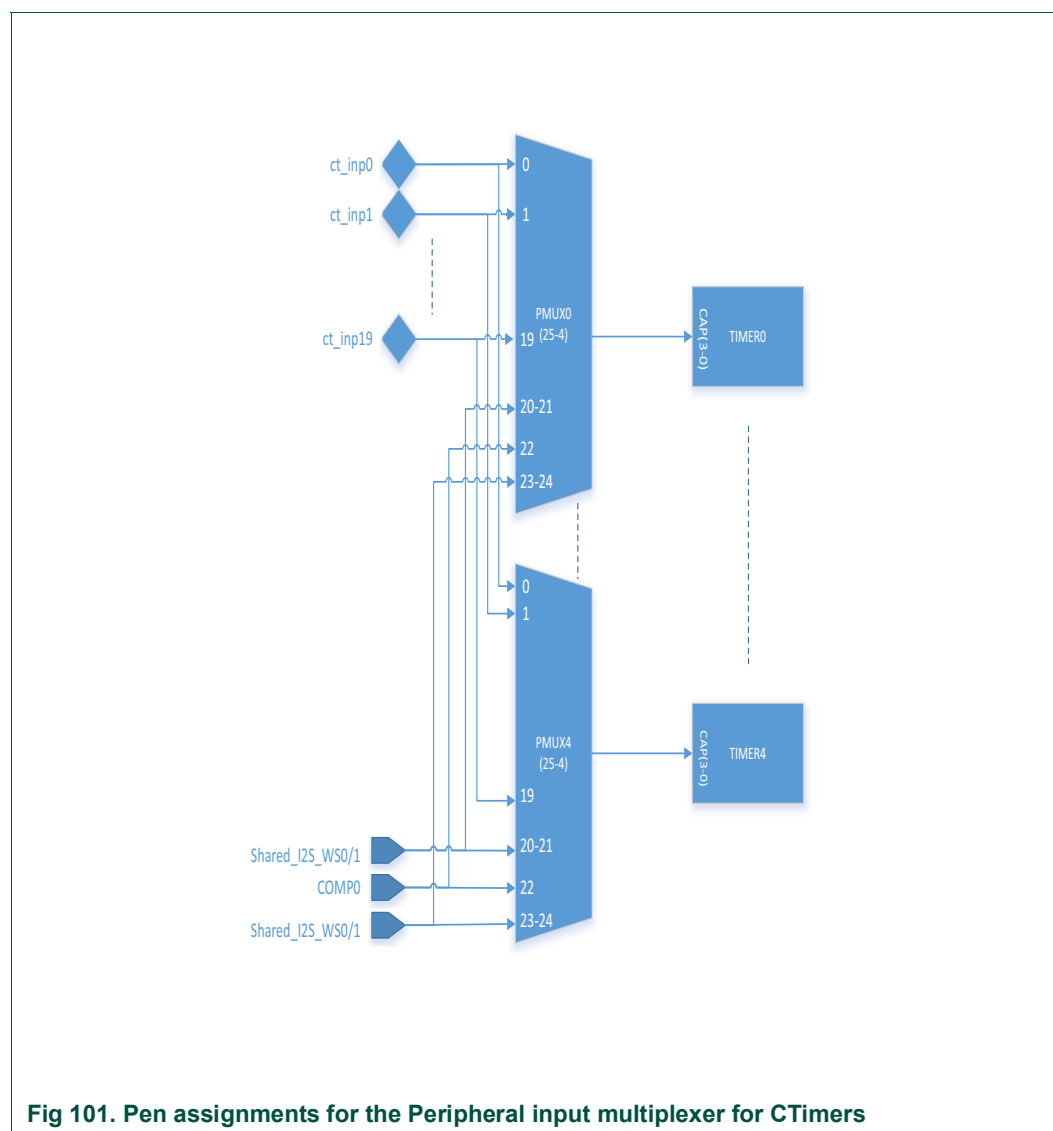 ct_inp0
0
ct_inp1
1
ct_inp19
19
PMUX0
(25-4)
CAP(3-0)
TIMER0
20-21
22
23-24
0
1
PMUX4
(25-4)
CAP(3-0)
TIMER4
19
Shared_I2S_WS0/1
20-21
COMP0
22
Shared_I2S_WS0/1
23-24
Fig 101. Pen assignments for the Peripheral input multiplexer for CTimers